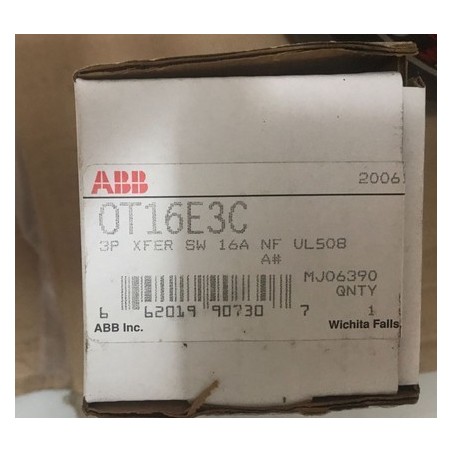 ABB 2006
OT16E3C
3P XFER SW 16A NF UL508
A#
MJ06390
QNTY
6 62019 90730 7 1
ABB Inc. Wichita Falls,